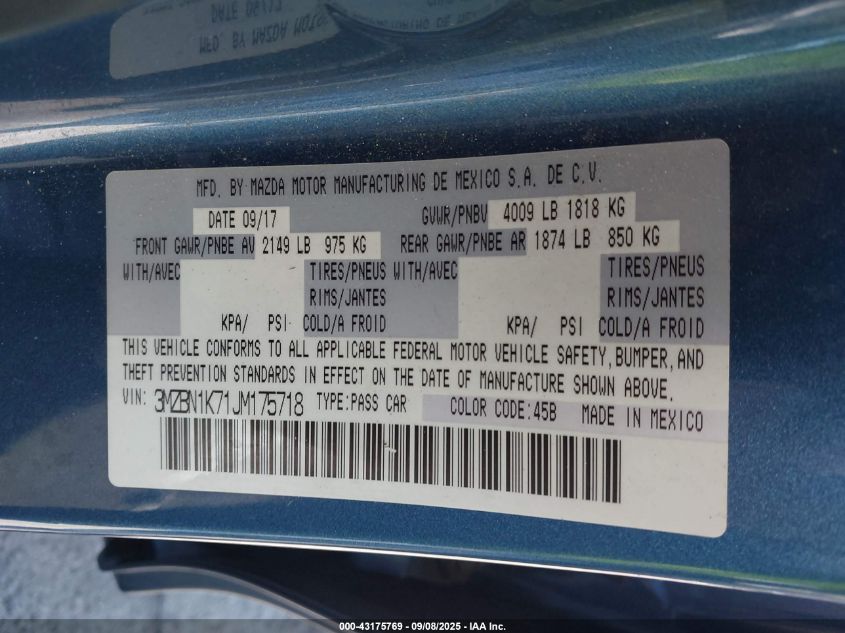 MFD. BY MAZDA MOTOR MANUFACTURING DE MEXICO S.A. DE C.V.
DATE 09/17 GVWR/PNBV 4009 LB 1818 KG
FRONT GAWR/PNBE AV 2149 LB 975 KG REAR GAWR/PNBE AR 1874 LB 850 KG
WITH/AVEC TIRES/PNEUS WITH/AVEC TIRES/PNEUS
RIMS/JANTES RIMS/JANTES
KPA/ PSI COLD/A FROID KPA/ PSI COLD/A FROID
THIS VEHICLE CONFORMS TO ALL APPLICABLE FEDERAL MOTOR VEHICLE SAFETY, BUMPER, AND
THEFT PREVENTION STANDARDS IN EFFECT ON THE DATE OF MANUFACTURE SHOWN ABOVE.
VIN: 3MZBN1K71JM175718 TYPE:PASS CAR COLOR CODE:45B MADE IN MEXICO
000-43175769 - 09/08/2025 - IAA Inc.